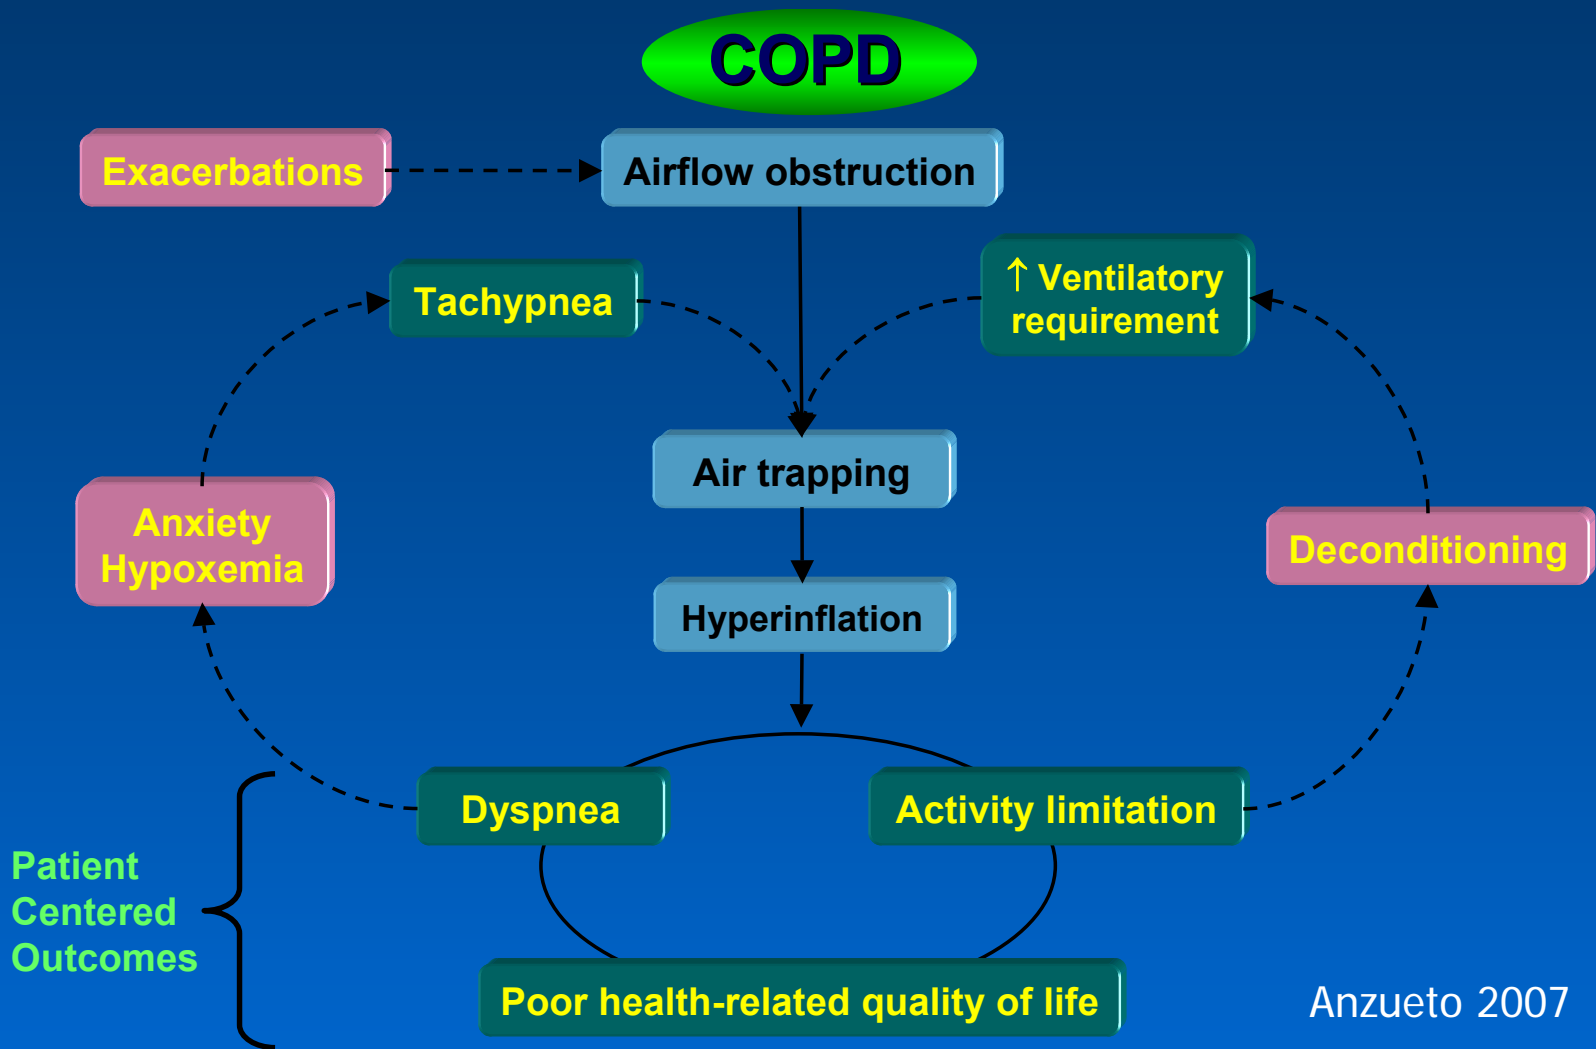 COPD
Exacerbations
Airflow obstruction
Tachypnea
↑ Ventilatory
requirement
Air trapping
Anxiety
Hypoxemia
Deconditioning
Hyperinflation
Dyspnea
Activity limitation
Patient
Centered
Outcomes
Poor health-related quality of life
Anzueto 2007